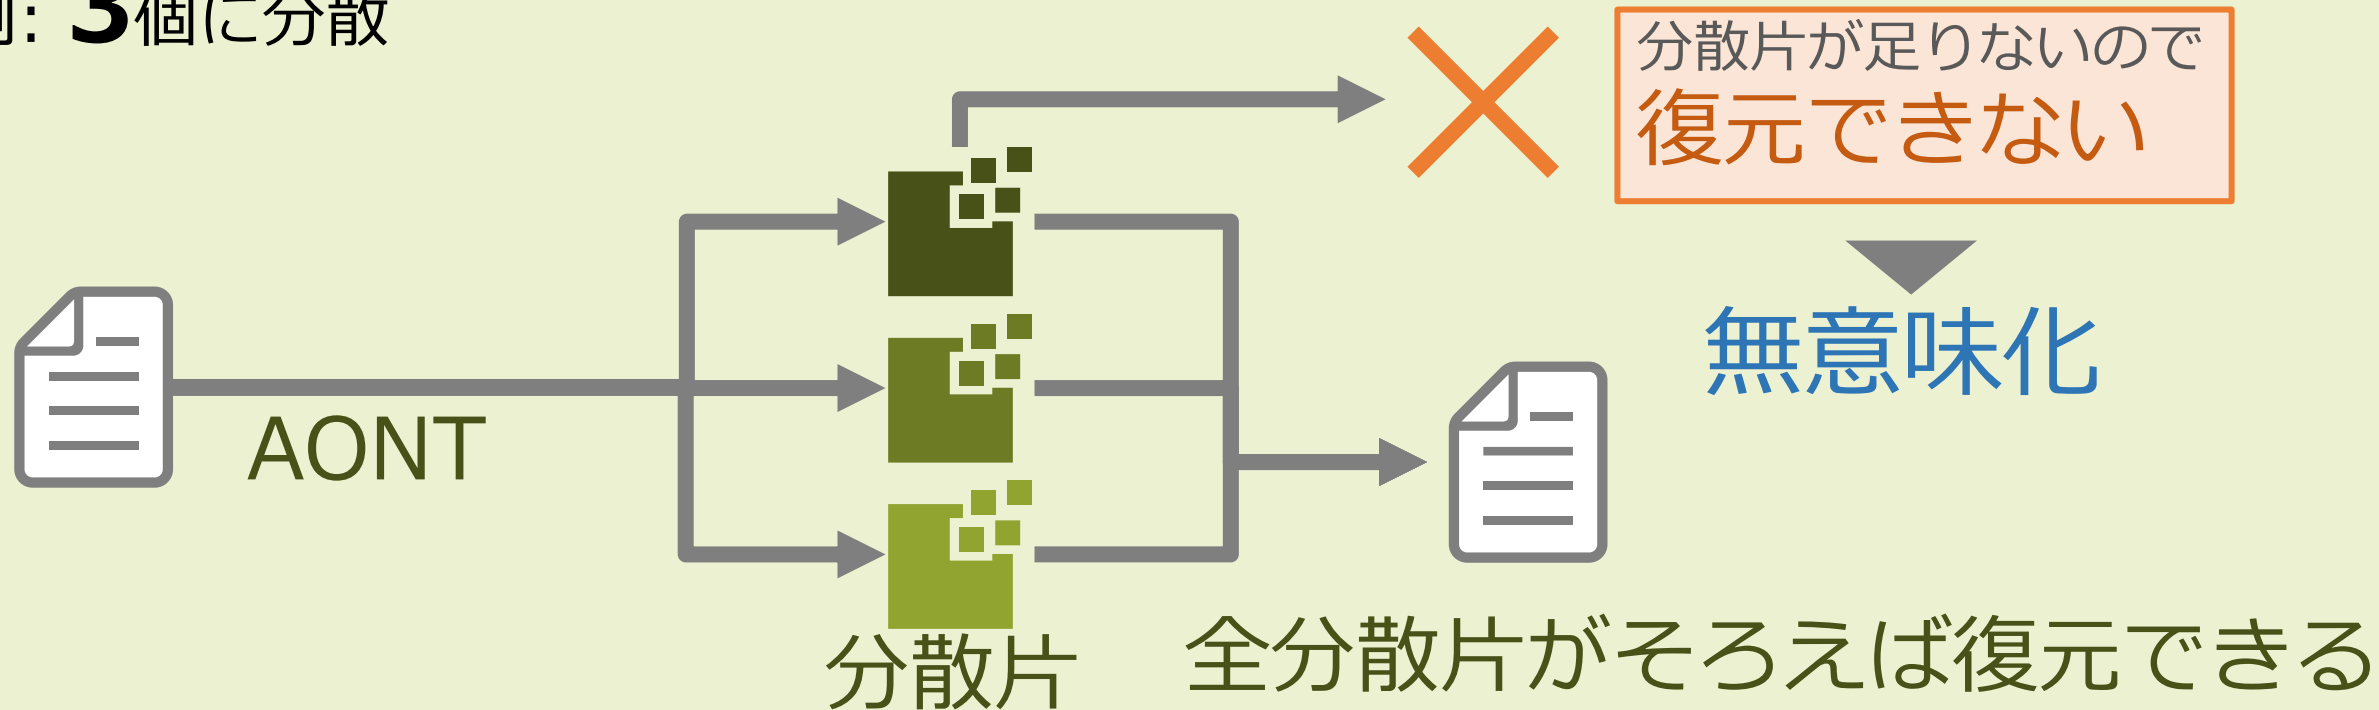 例: 3個に分散
分散片が足りないので
復元できない
無意味化
AONT
分散片
全分散片がそろえば復元できる